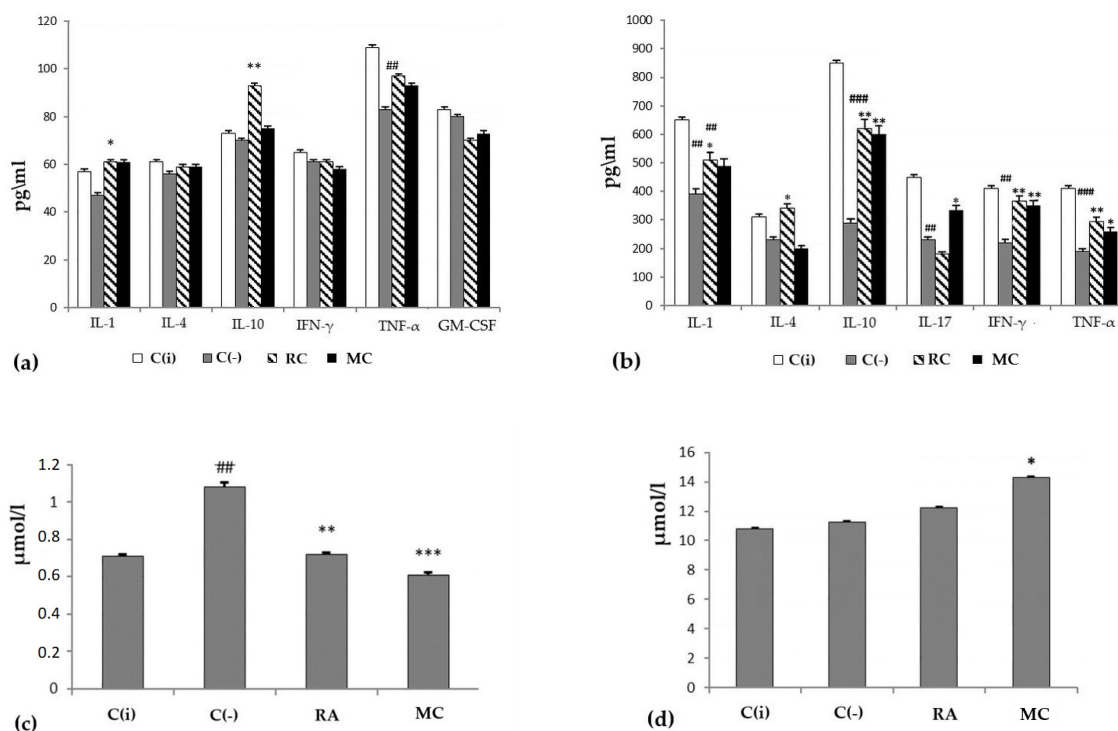 120
100
80
60
40
20
0
pg\ml
**
*
##
IL-1 IL-4 IL-10 IFN-γ TNF-α GM-CSF
(a)
C(i) C(-) RC MC
1000
900
800
700
600
500
400
300
200
100
0
pg\ml
###
## ** **
## *
*
## *
## ** **
### ** *
IL-1 IL-4 IL-10 IL-17 IFN-γ TNF-α
(b)
C(i) C(-) RC MC
1.2
1
0.8
0.6
0.4
0.2
0
μmol/l
##
**
***
C(i) C(-) RA MC
(c)
16
14
12
10
8
6
4
2
0
μmol/l
*
C(i) C(-) RA MC
(d)